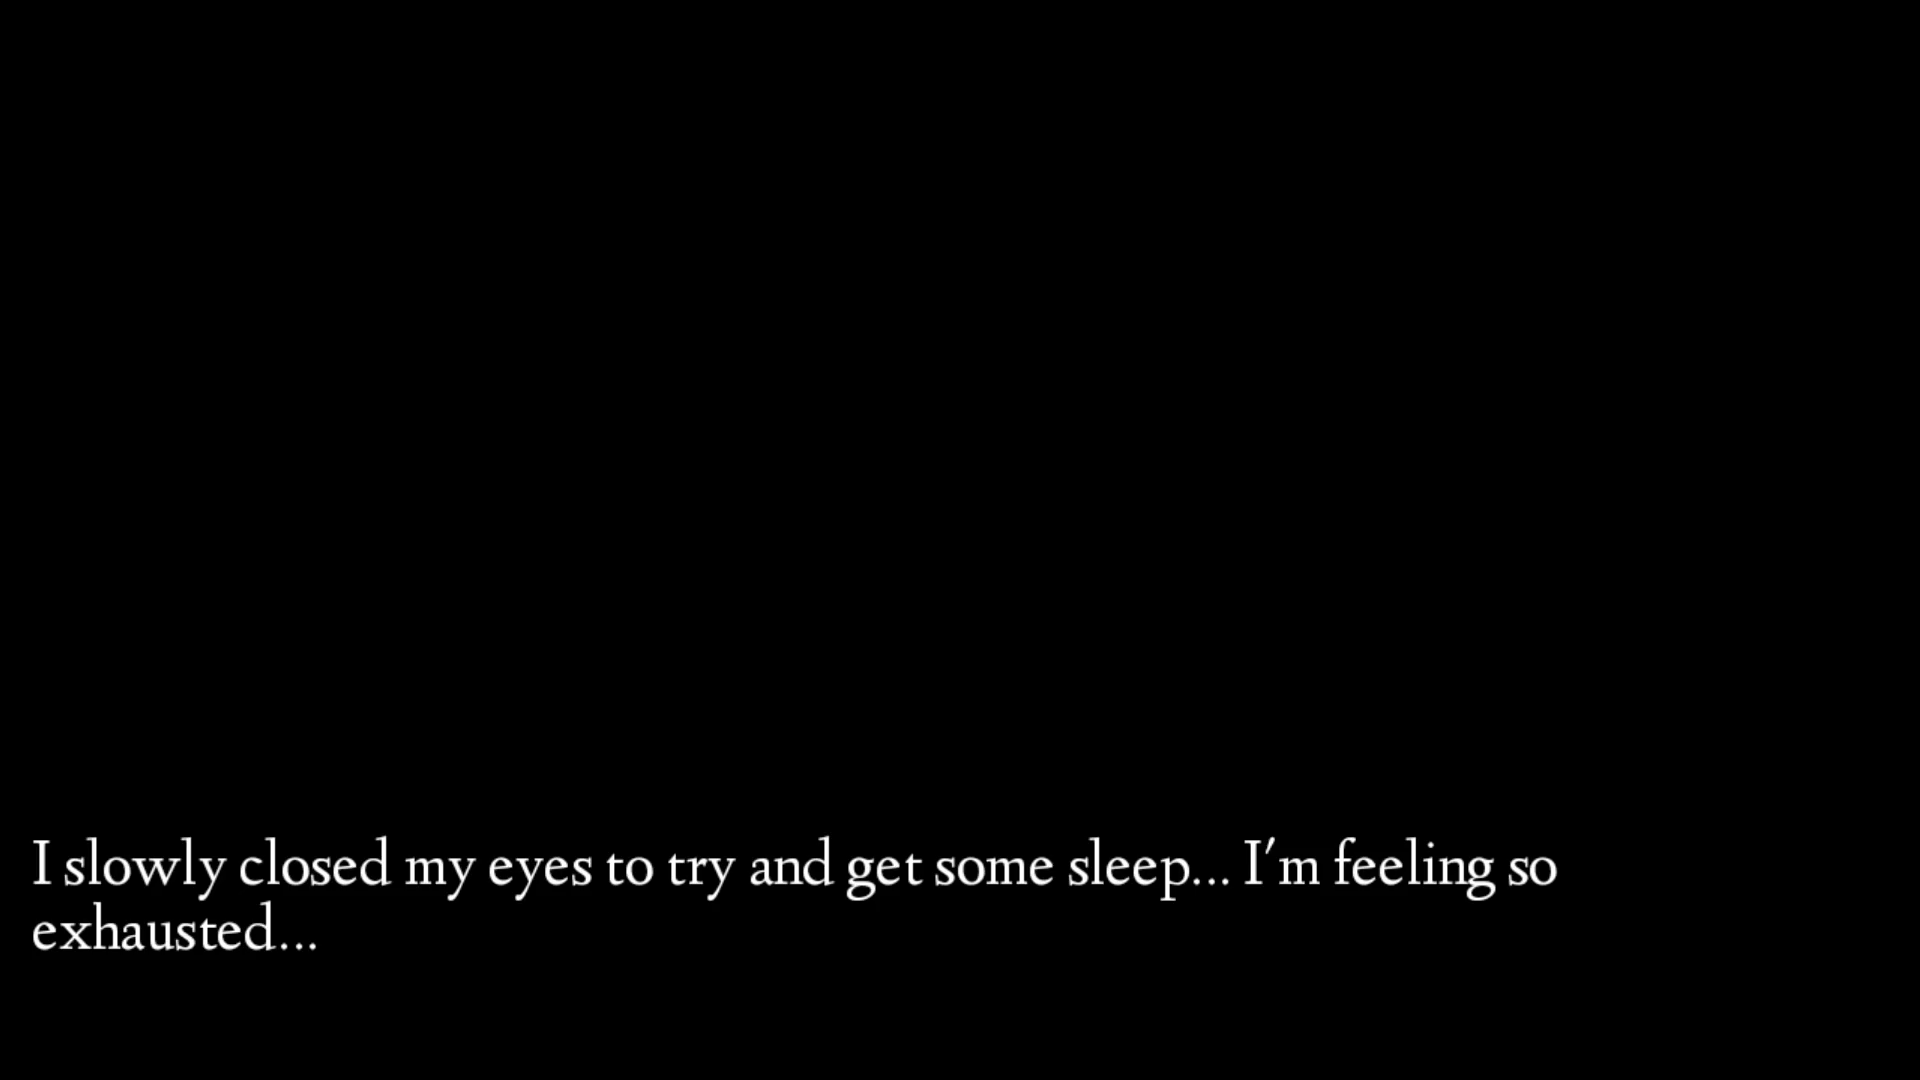 I slowly closed my eyes to try and get some sleep... I'm feeling so
exhausted...